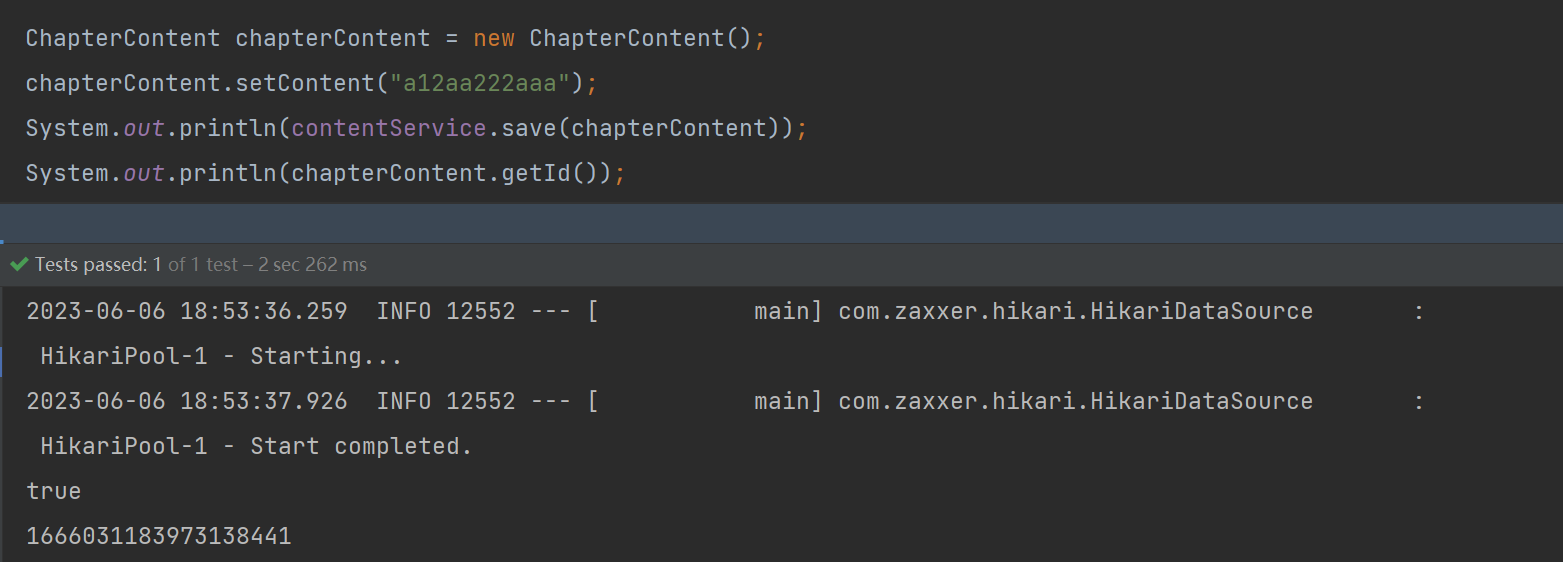 ChapterContent chapterContent = new ChapterContent();
chapterContent.setContent("a12aa222aaa");
System.out.println(contentService.save(chapterContent));
System.out.println(chapterContent.getId());
Tests passed: 1 of 1 test – 2 sec 262 ms
2023-06-06 18:53:36.259  INFO 12552 --- [           main] com.zaxxer.hikari.HikariDataSource       :
 HikariPool-1 - Starting...
2023-06-06 18:53:37.926  INFO 12552 --- [           main] com.zaxxer.hikari.HikariDataSource       :
 HikariPool-1 - Start completed.
true
1666031183973138441